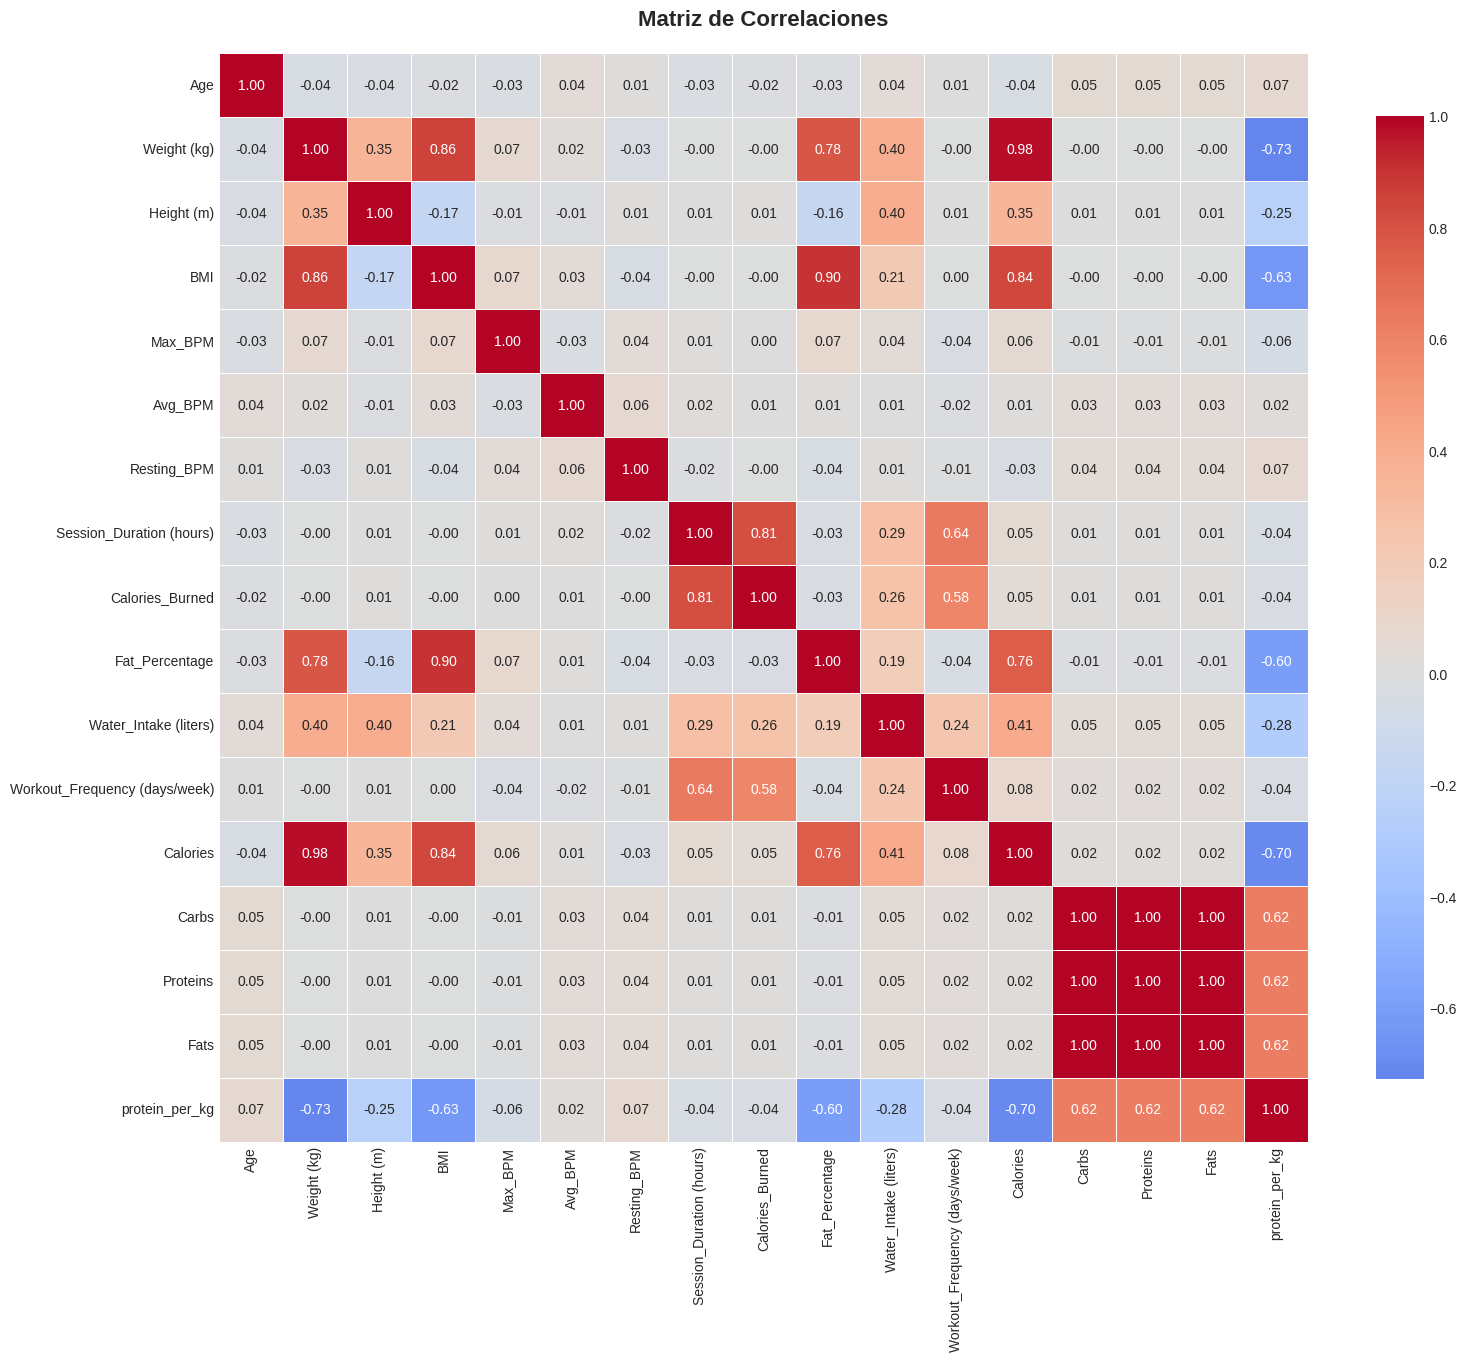 Matriz de Correlaciones
Age 1.00 -0.04 -0.04 -0.02 -0.03 0.04 0.01 -0.03 -0.02 -0.03 0.04 0.01 -0.04 0.05 0.05 0.05 0.07
Weight (kg) -0.04 1.00 0.35 0.86 0.07 0.02 -0.03 -0.00 -0.00 0.78 0.40 -0.00 0.98 -0.00 -0.00 -0.00 -0.73
Height (m) -0.04 0.35 1.00 -0.17 -0.01 -0.01 0.01 0.01 0.01 -0.16 0.40 0.01 0.35 0.01 0.01 0.01 -0.25
BMI -0.02 0.86 -0.17 1.00 0.07 0.03 -0.04 -0.00 -0.00 0.90 0.21 0.00 0.84 -0.00 -0.00 -0.00 -0.63
Max_BPM -0.03 0.07 -0.01 0.07 1.00 -0.03 0.04 0.01 0.00 0.07 0.04 -0.04 0.06 -0.01 -0.01 -0.01 -0.06
Avg_BPM 0.04 0.02 -0.01 0.03 -0.03 1.00 0.06 0.02 0.01 0.01 0.01 -0.02 0.01 0.03 0.03 0.03 0.02
Resting_BPM 0.01 -0.03 0.01 -0.04 0.04 0.06 1.00 -0.02 -0.00 -0.04 0.01 -0.01 -0.03 0.04 0.04 0.04 0.07
Session_Duration (hours) -0.03 -0.00 0.01 -0.00 0.01 0.02 -0.02 1.00 0.81 -0.03 0.29 0.64 0.05 0.01 0.01 0.01 -0.04
Calories_Burned -0.02 -0.00 0.01 -0.00 0.00 0.01 -0.00 0.81 1.00 -0.03 0.26 0.58 0.05 0.01 0.01 0.01 -0.04
Fat_Percentage -0.03 0.78 -0.16 0.90 0.07 0.01 -0.04 -0.03 -0.03 1.00 0.19 -0.04 0.76 -0.01 -0.01 -0.01 -0.60
Water_Intake (liters) 0.04 0.40 0.40 0.21 0.04 0.01 0.01 0.29 0.26 0.19 1.00 0.24 0.41 0.05 0.05 0.05 -0.28
Workout_Frequency (days/week) 0.01 -0.00 0.01 0.00 -0.04 -0.02 -0.01 0.64 0.58 -0.04 0.24 1.00 0.08 0.02 0.02 0.02 -0.04
Calories -0.04 0.98 0.35 0.84 0.06 0.01 -0.03 0.05 0.05 0.76 0.41 0.08 1.00 0.02 0.02 0.02 -0.70
Carbs 0.05 -0.00 0.01 -0.00 -0.01 0.03 0.04 0.01 0.01 -0.01 0.05 0.02 0.02 1.00 1.00 1.00 0.62
Proteins 0.05 -0.00 0.01 -0.00 -0.01 0.03 0.04 0.01 0.01 -0.01 0.05 0.02 0.02 1.00 1.00 1.00 0.62
Fats 0.05 -0.00 0.01 -0.00 -0.01 0.03 0.04 0.01 0.01 -0.01 0.05 0.02 0.02 1.00 1.00 1.00 0.62
protein_per_kg 0.07 -0.73 -0.25 -0.63 -0.06 0.02 0.07 -0.04 -0.04 -0.60 -0.28 -0.04 -0.70 0.62 0.62 0.62 1.00
Age
Weight (kg)
Height (m)
BMI
Max_BPM
Avg_BPM
Resting_BPM
Session_Duration (hours)
Calories_Burned
Fat_Percentage
Water_Intake (liters)
Workout_Frequency (days/week)
Calories
Carbs
Proteins
Fats
protein_per_kg
1.0
0.8
0.6
0.4
0.2
0.0
−0.2
−0.4
−0.6